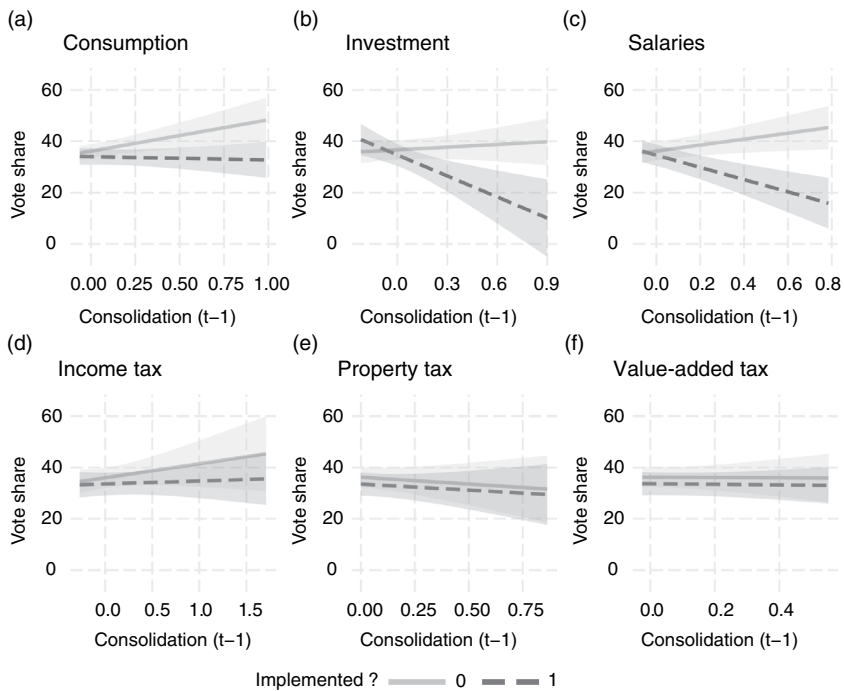 (a) (b) (c)
Consumption Investment Salaries
60 60 60
40 40 40
20 20 20
0 0 0
Vote share Vote share Vote share
0.00 0.25 0.50 0.75 1.00 0.0 0.3 0.6 0.9 0.0 0.2 0.4 0.6 0.8
Consolidation (t−1) Consolidation (t−1) Consolidation (t−1)
(d) (e) (f)
Income tax Property tax Value-added tax
60 60 60
40 40 40
20 20 20
0 0 0
Vote share Vote share Vote share
0.0 0.5 1.0 1.5 0.00 0.25 0.50 0.75 0.0 0.2 0.4
Consolidation (t−1) Consolidation (t−1) Consolidation (t−1)
Implemented ? 0 1